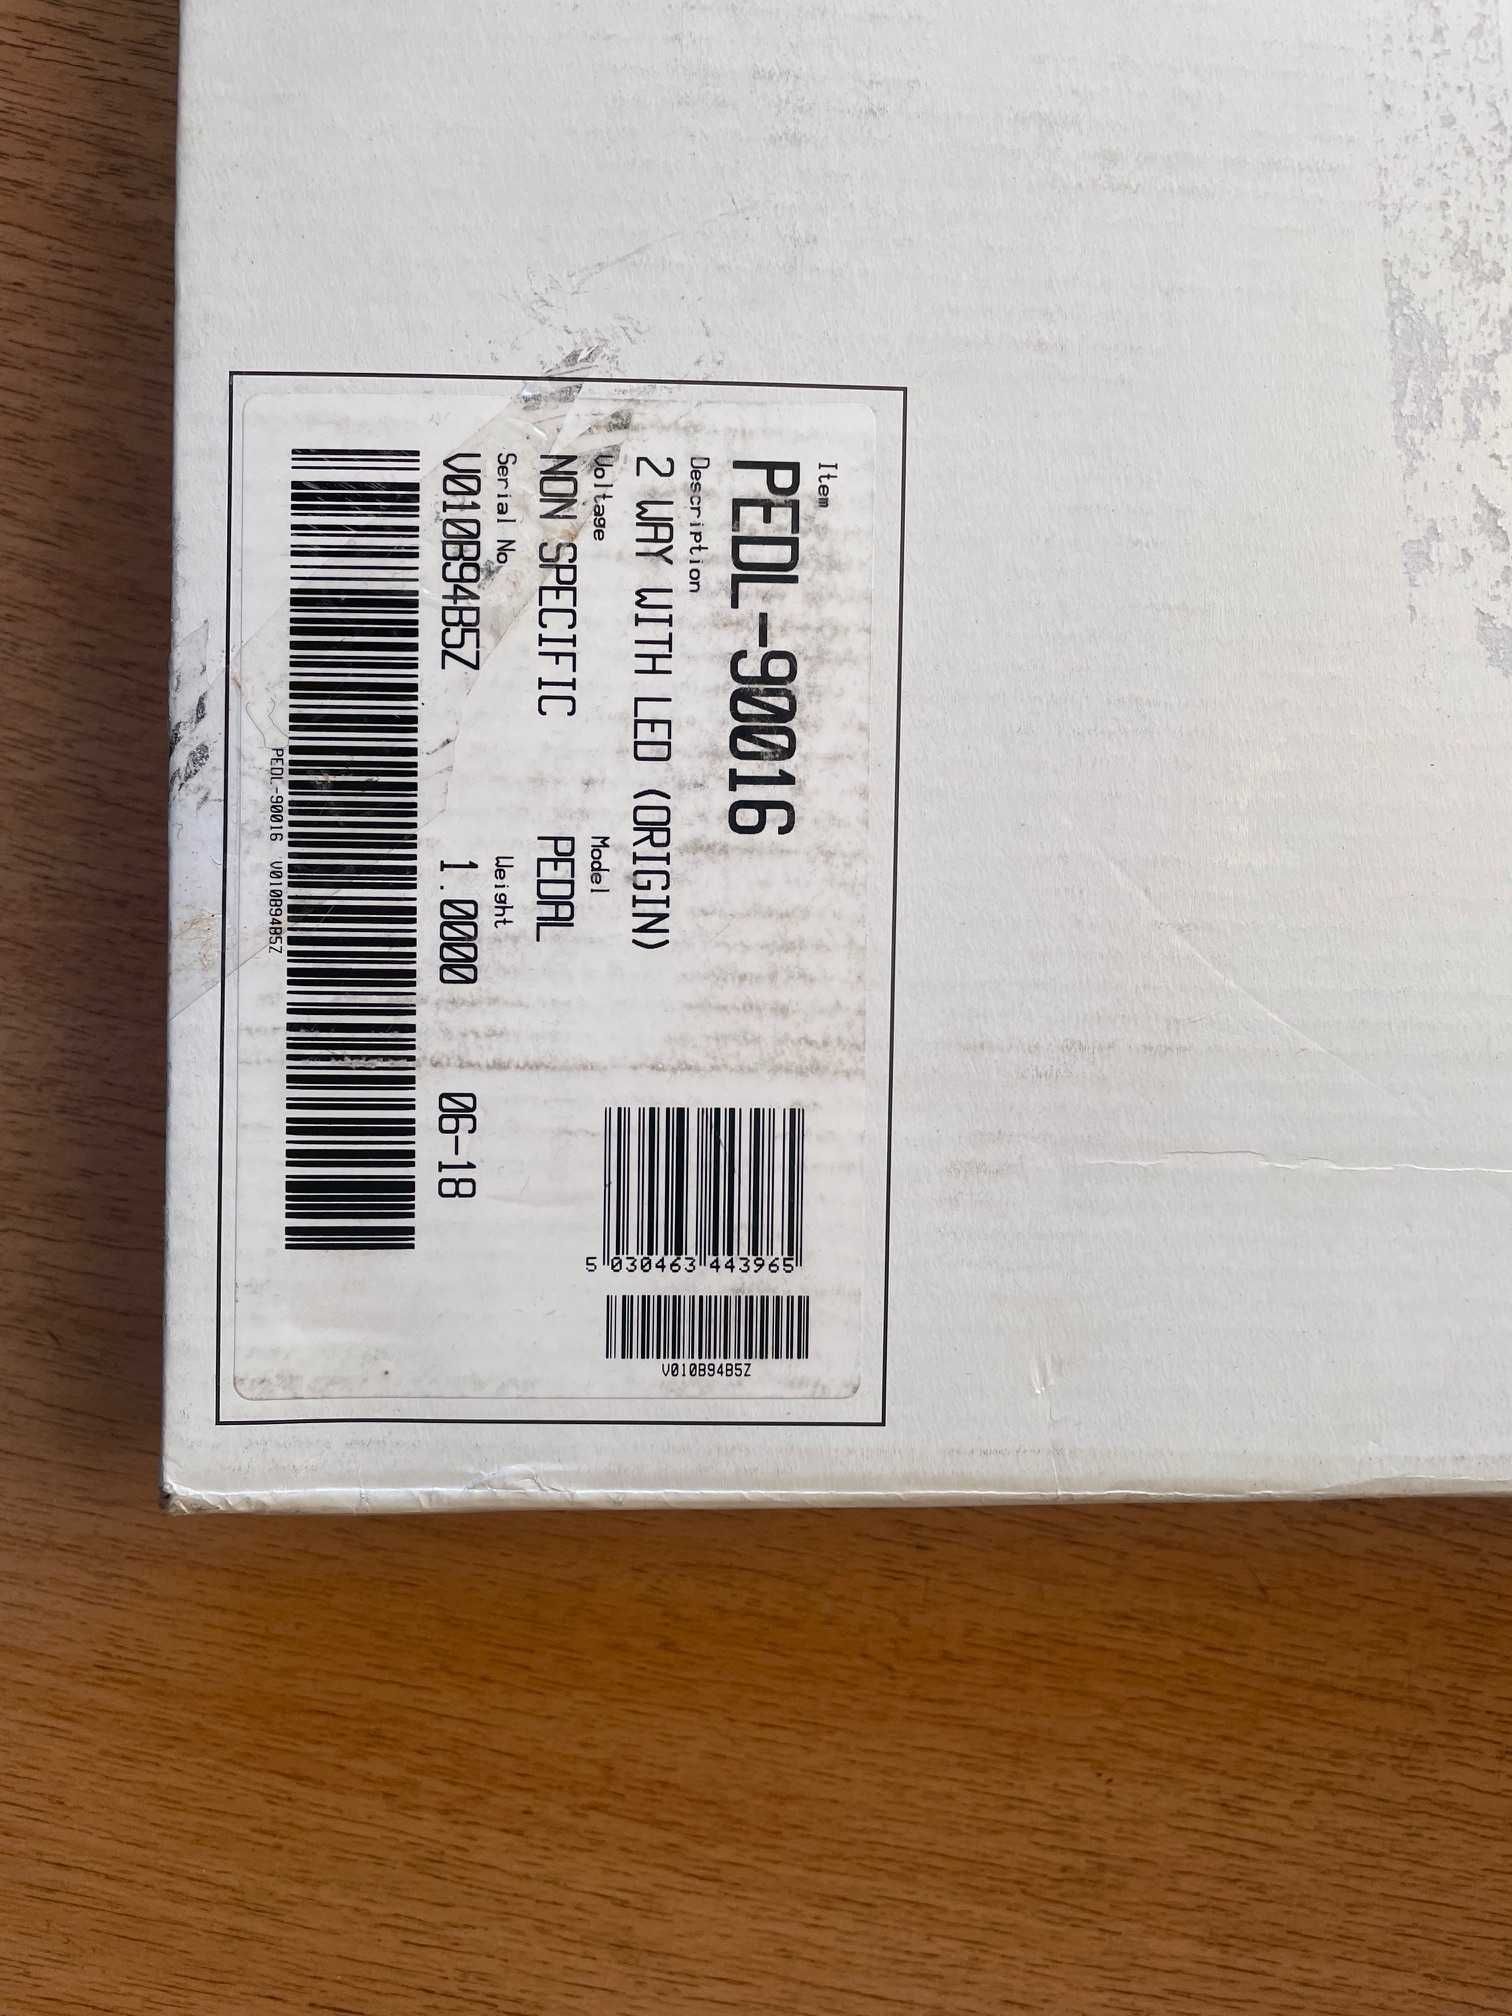 Item
PEDL-90016
Description
2 WAY WITH LED (ORIGIN)
Voltage Model
NON SPECIFIC PEDAL
Serial No Weight
V010B94B5Z 1.0000 06-18
PEDL-90016 V010B94B5Z
5 030463 443965
V010B94B5Z